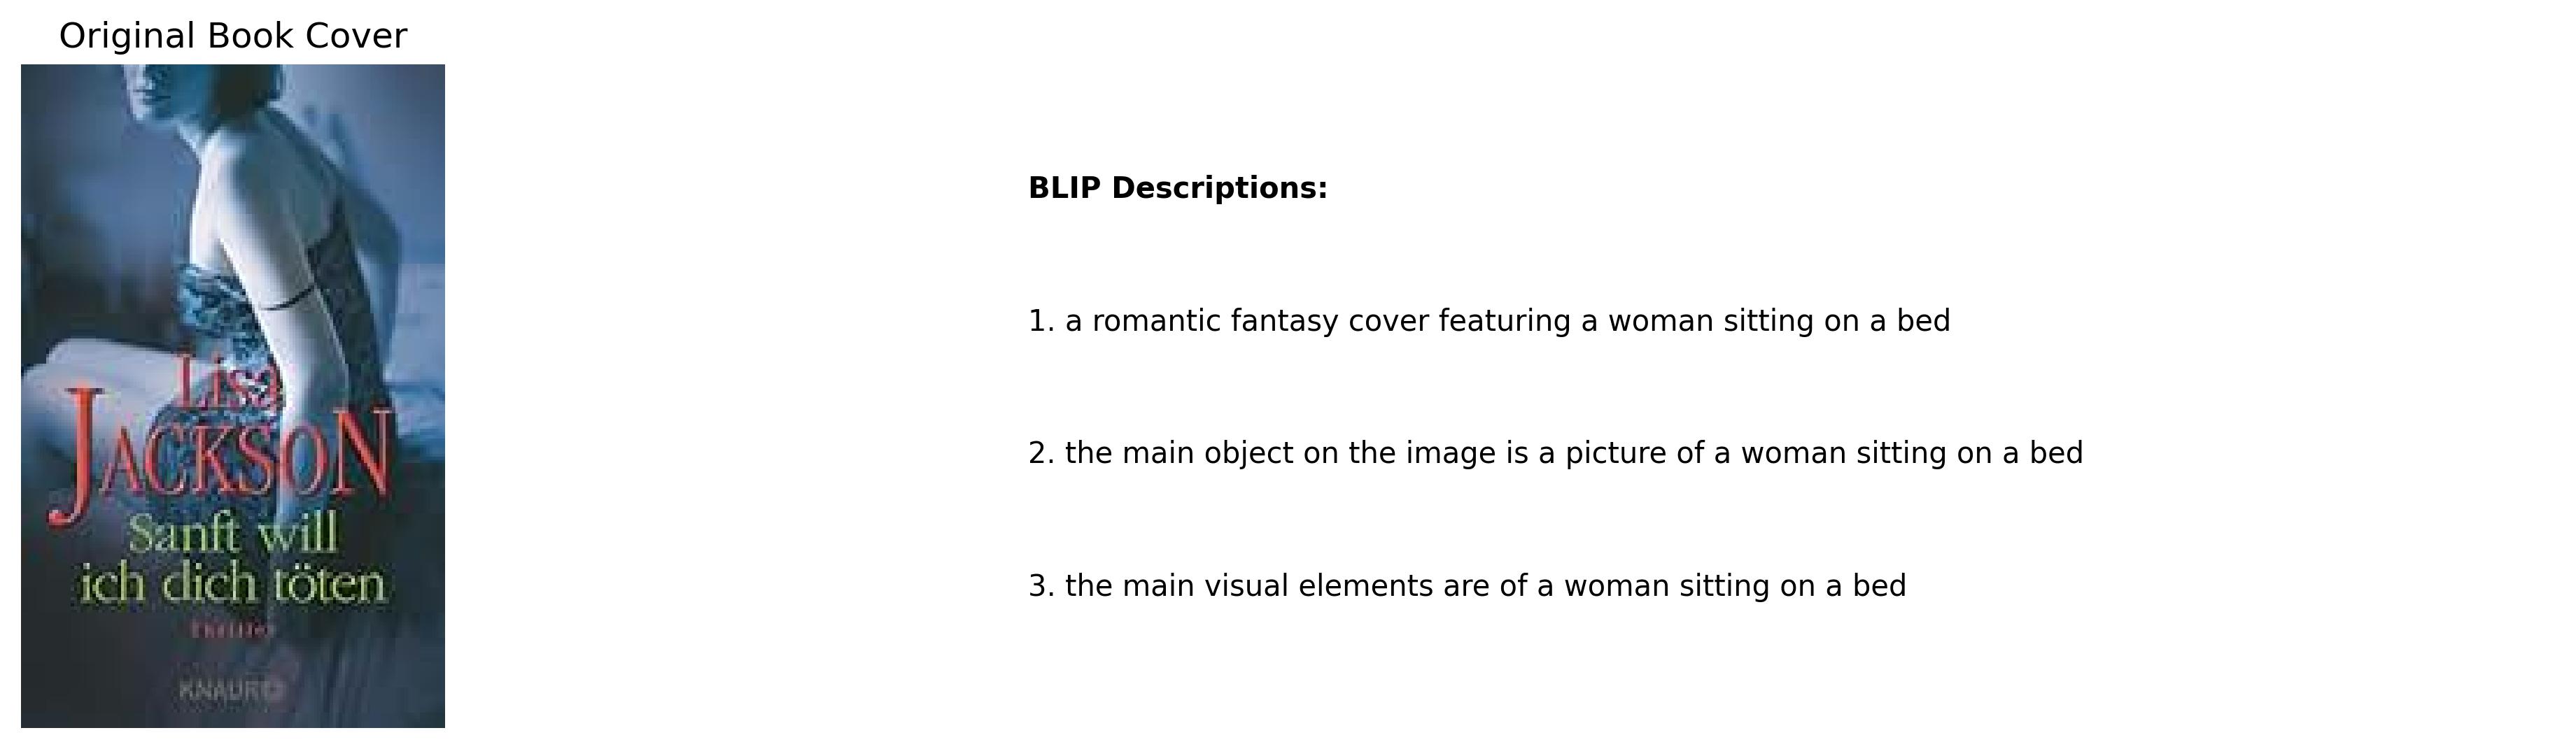 Original Book Cover
Lisa
JACKSON
Sanft will
ich dich töten
Thriller
KNAUR
BLIP Descriptions:
1. a romantic fantasy cover featuring a woman sitting on a bed
2. the main object on the image is a picture of a woman sitting on a bed
3. the main visual elements are of a woman sitting on a bed